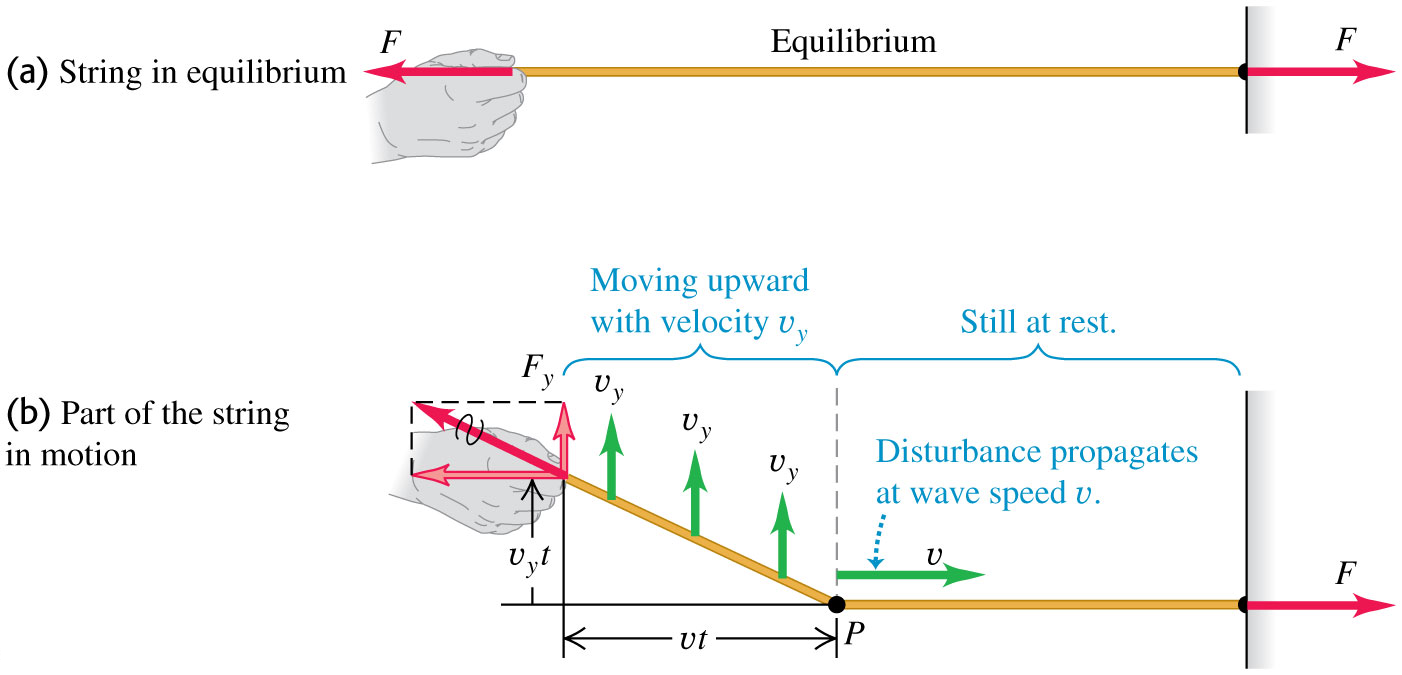 F
Equilibrium
F
(a) String in equilibrium
Moving upward
with velocity v_y
Still at rest.
F_y
v_y
v_y
v_y
(b) Part of the string
in motion
Disturbance propagates
at wave speed v.
v_y t
v
F
P
vt